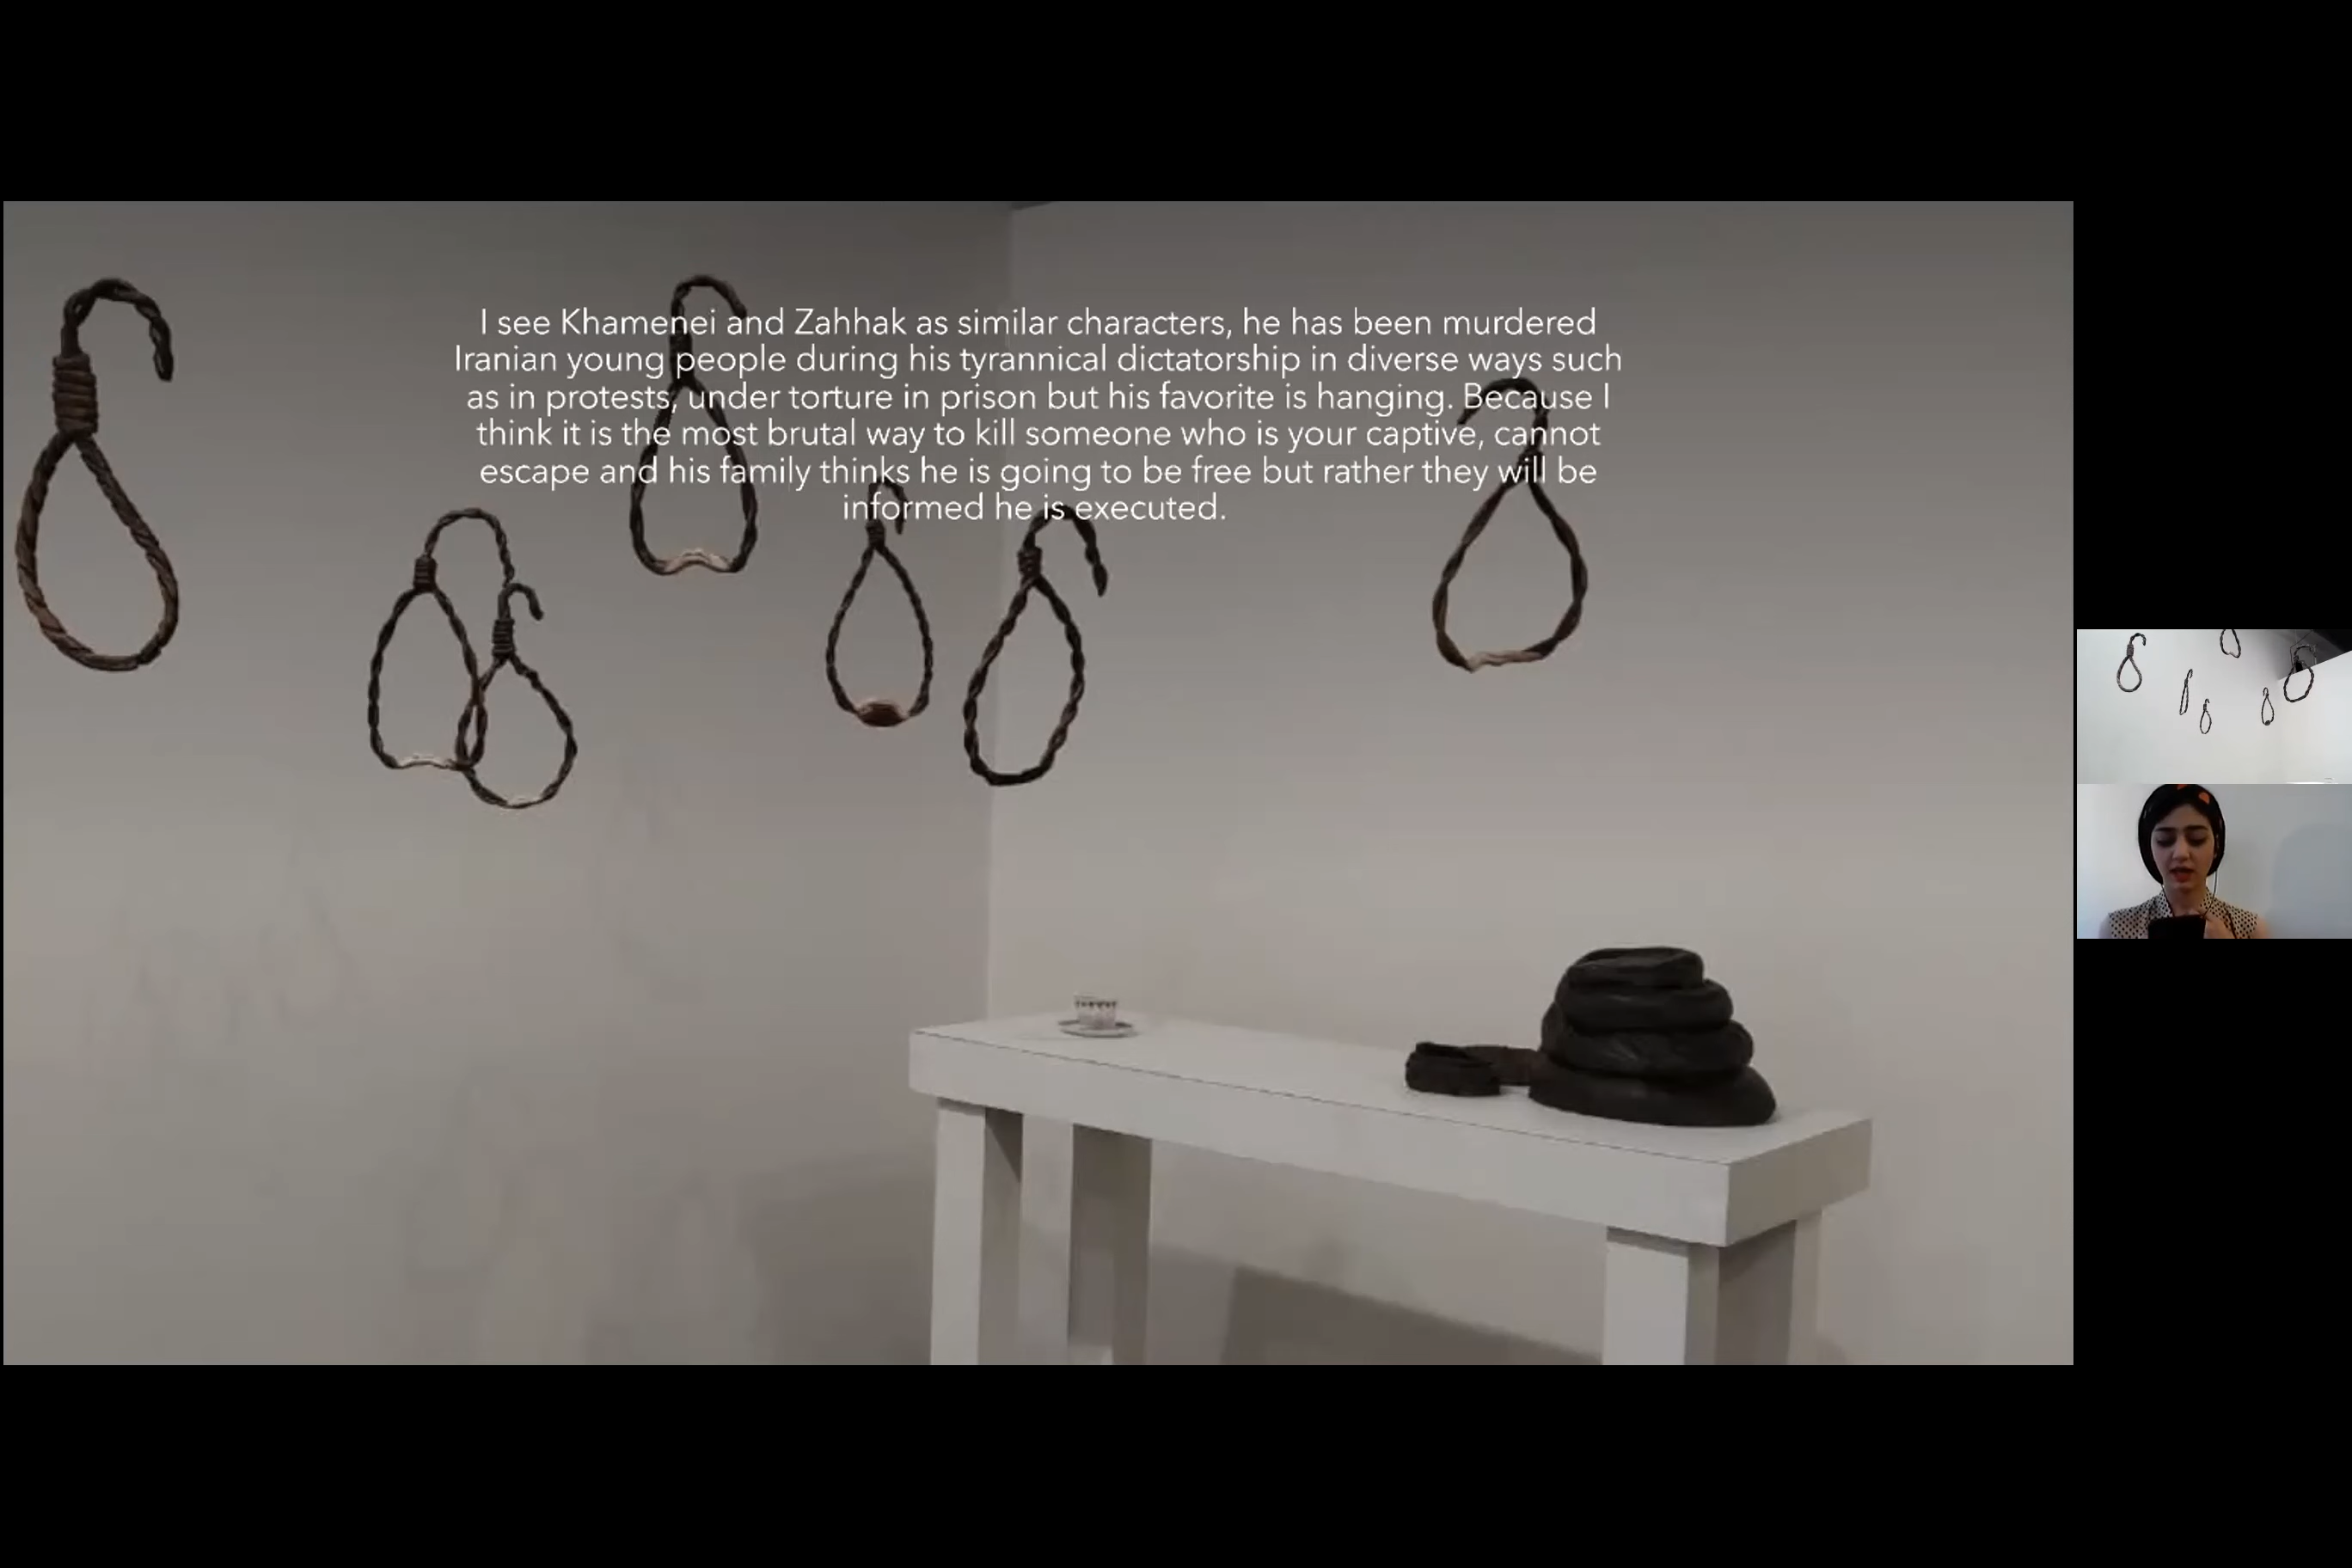 I see Khamenei and Zahhak as similar characters, he has been murdered
Iranian young people during his tyrannical dictatorship in diverse ways such
as in protests, under torture in prison but his favorite is hanging. Because I
think it is the most brutal way to kill someone who is your captive, cannot
escape and his family thinks he is going to be free but rather they will be
informed he is executed.